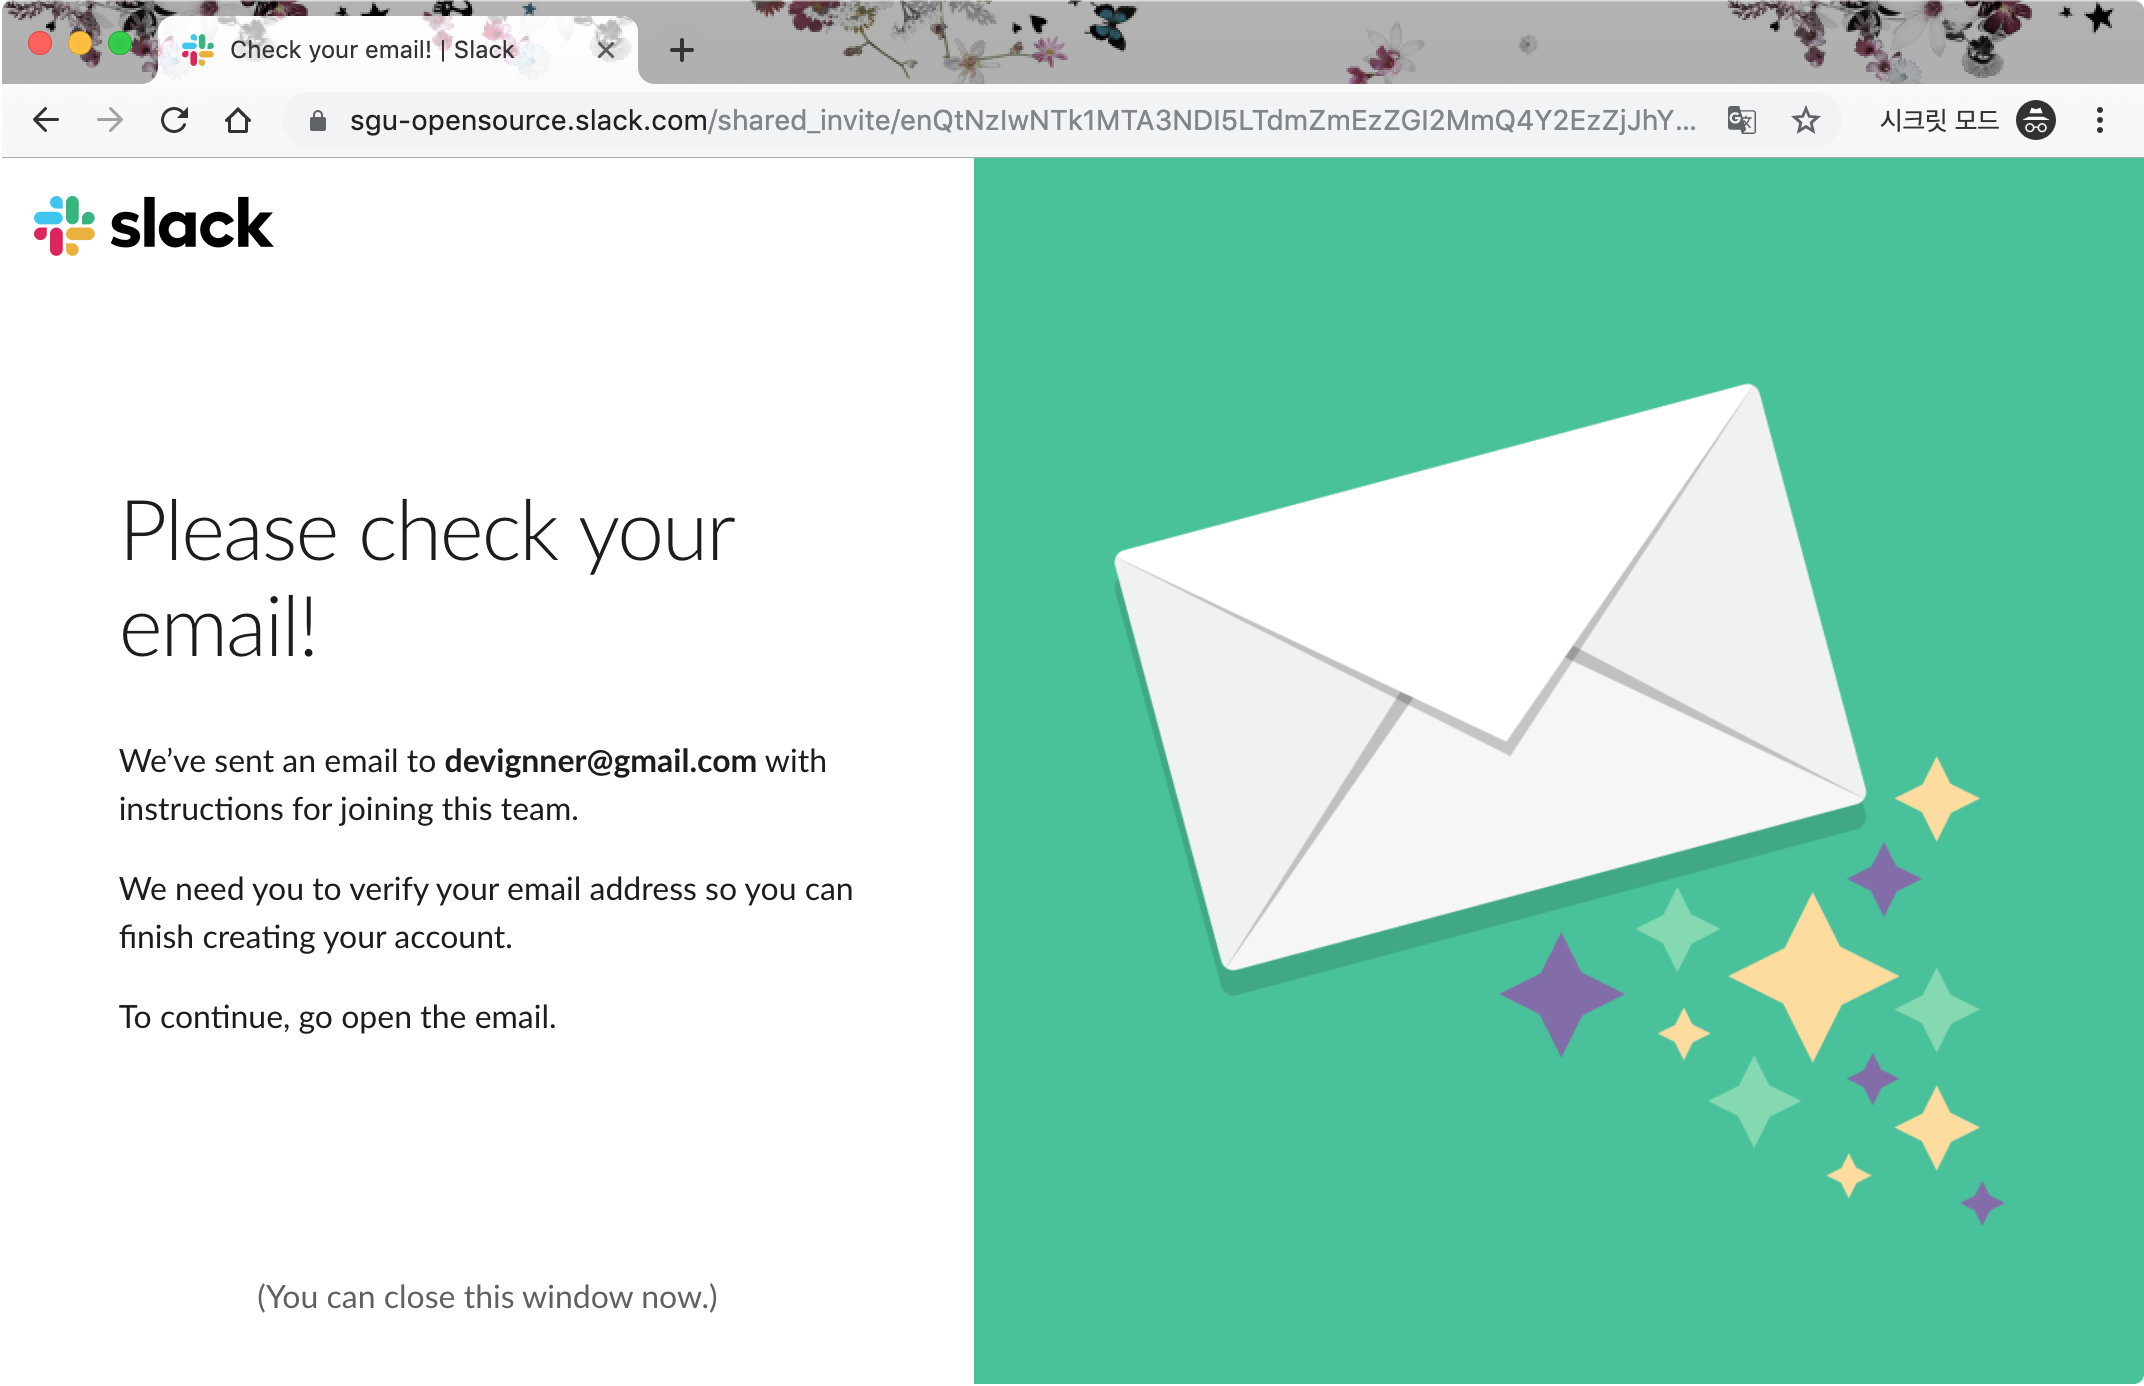 Check your email! | Slack
sgu-opensource.slack.com/shared_invite/enQtNzIwNTk1MTA3NDI5LTdmZmEzZGI2MmQ4Y2EzZjJhY...
시크릿 모드
slack
Please check your
email!
We’ve sent an email to devignner@gmail.com with
instructions for joining this team.
We need you to verify your email address so you can
finish creating your account.
To continue, go open the email.
(You can close this window now.)